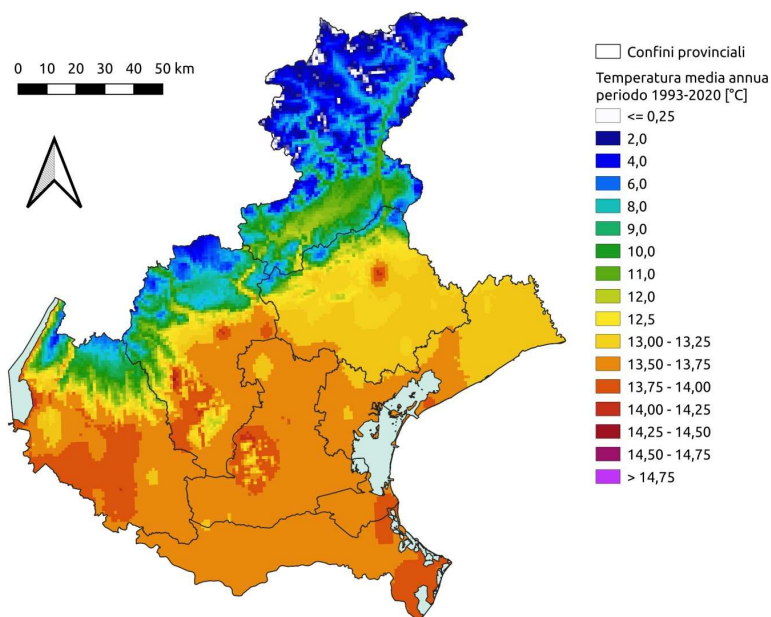 0 10 20 30 40 50 km
Confini provinciali
Temperatura media annua
periodo 1993-2020 [°C]
<= 0,25
2,0
4,0
6,0
8,0
9,0
10,0
11,0
12,0
12,5
13,00 - 13,25
13,50 - 13,75
13,75 - 14,00
14,00 - 14,25
14,25 - 14,50
14,50 - 14,75
> 14,75